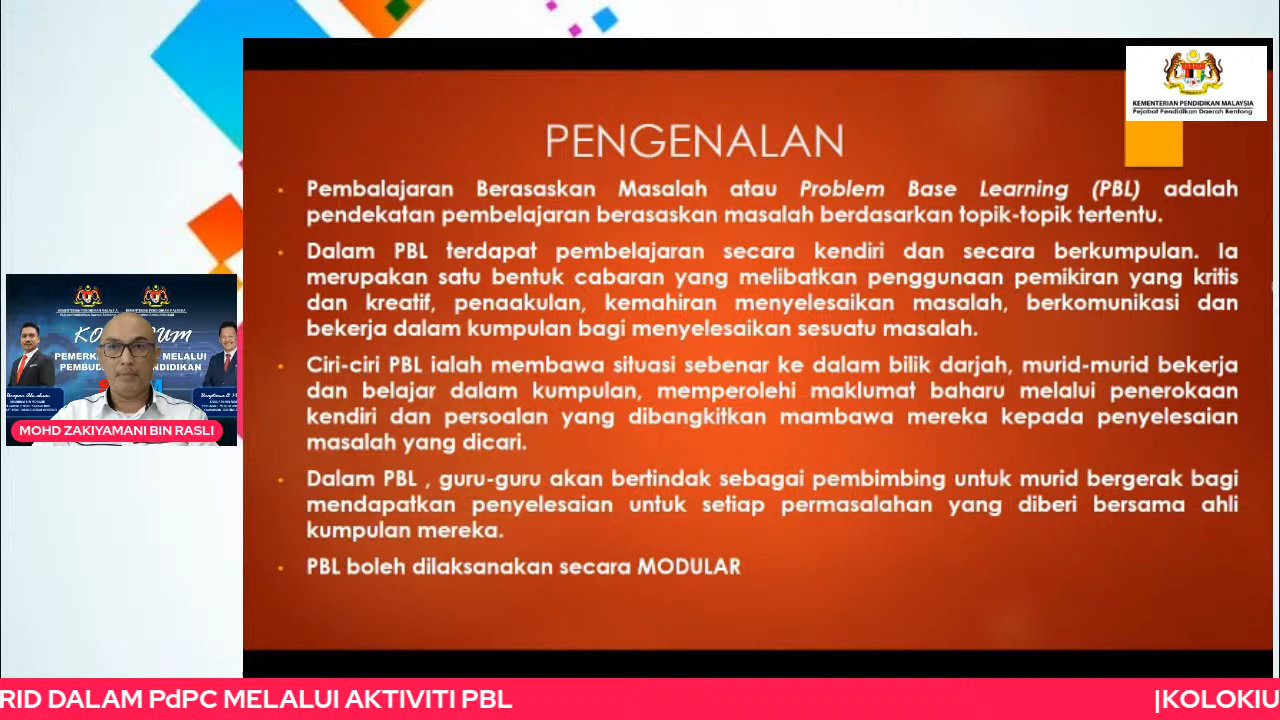 KEMENTERIAN PENDIDIKAN MALAYSIA
Pejabat Pendidikan Daerah Bentong
PENGENALAN
• Pembalajaran Berasaskan Masalah atau Problem Base Learning (PBL) adalah
pendekatan pembelajaran berasaskan masalah berdasarkan topik-topik tertentu.
• Dalam PBL terdapat pembelajaran secara kendiri dan secara berkumpulan. Ia
merupakan satu bentuk cabaran yang melibatkan penggunaan pemikiran yang kritis
dan kreatif, penaakulan, kemahiran menyelesaikan masalah, berkomunikasi dan
bekerja dalam kumpulan bagi menyelesaikan sesuatu masalah.
• Ciri-ciri PBL ialah membawa situasi sebenar ke dalam bilik darjah, murid-murid bekerja
dan belajar dalam kumpulan, memperolehi maklumat baharu melalui penerokaan
kendiri dan persoalan yang dibangkitkan mambawa mereka kepada penyelesaian
masalah yang dicari.
• Dalam PBL , guru-guru akan bertindak sebagai pembimbing untuk murid bergerak bagi
mendapatkan penyelesaian untuk setiap permasalahan yang diberi bersama ahli
kumpulan mereka.
• PBL boleh dilaksanakan secara MODULAR
MELALUI
PENDIDIKAN
MOHD ZAKIYAMANI BIN RASLI
RID DALAM PdPC MELALUI AKTIVITI PBL
|KOLOKIU